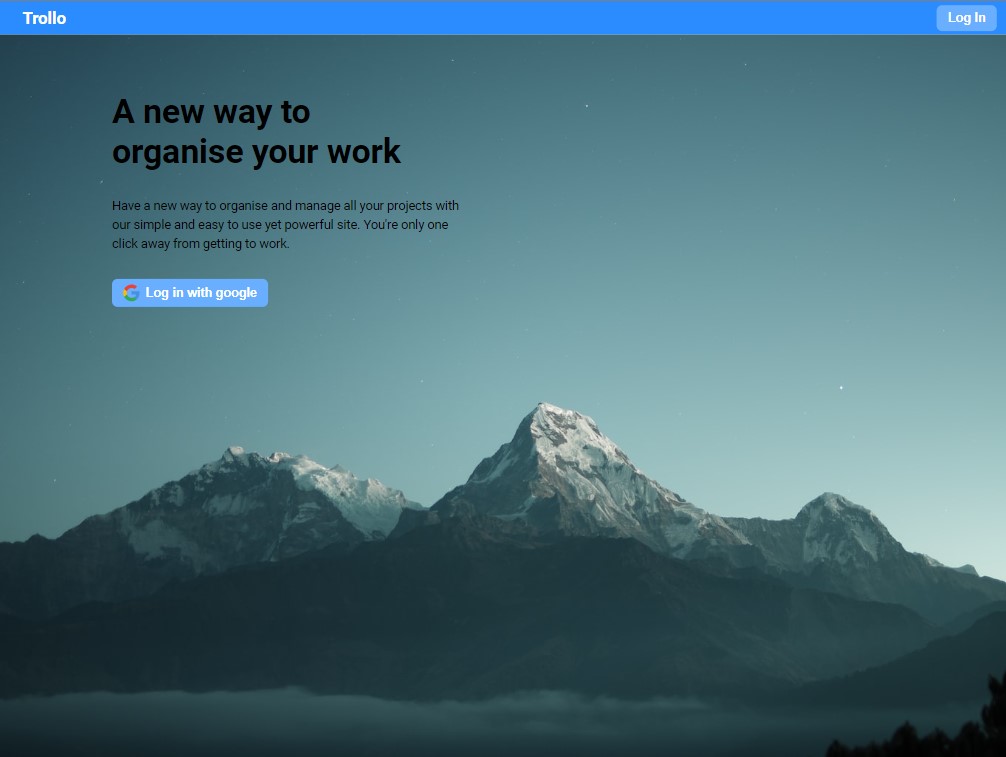 Trollo
Log In
A new way to
organise your work
Have a new way to organise and manage all your projects with
our simple and easy to use yet powerful site. You're only one
click away from getting to work.
Log in with google